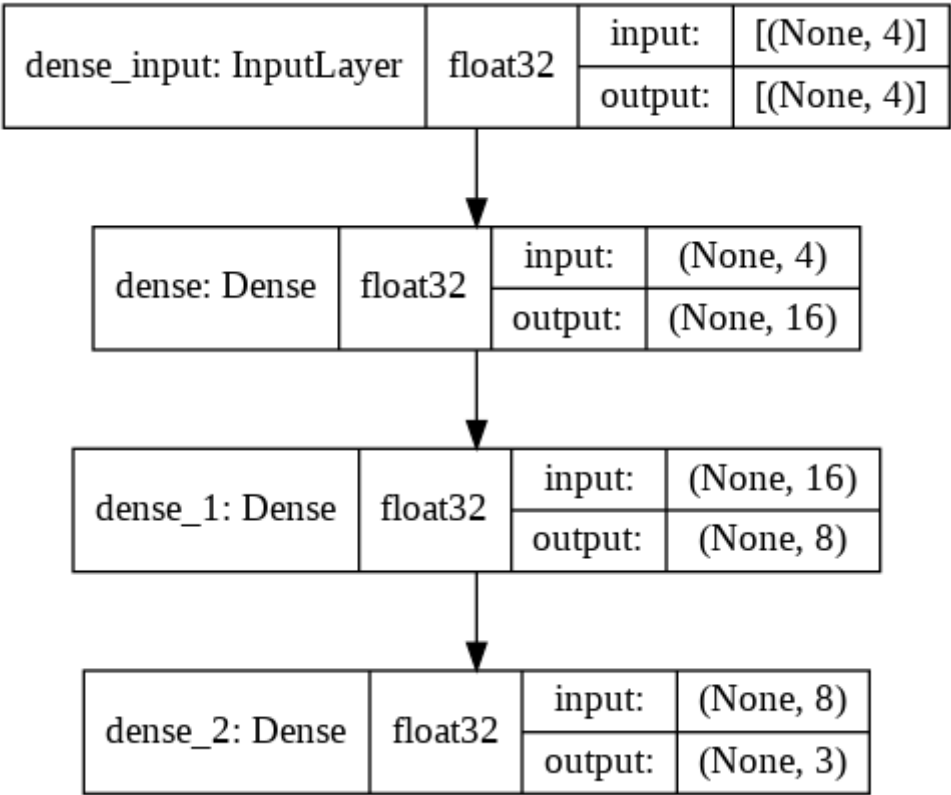 dense_input: InputLayer float32 input: [(None, 4)]
output: [(None, 4)]
dense: Dense float32 input: (None, 4)
output: (None, 16)
dense_1: Dense float32 input: (None, 16)
output: (None, 8)
dense_2: Dense float32 input: (None, 8)
output: (None, 3)